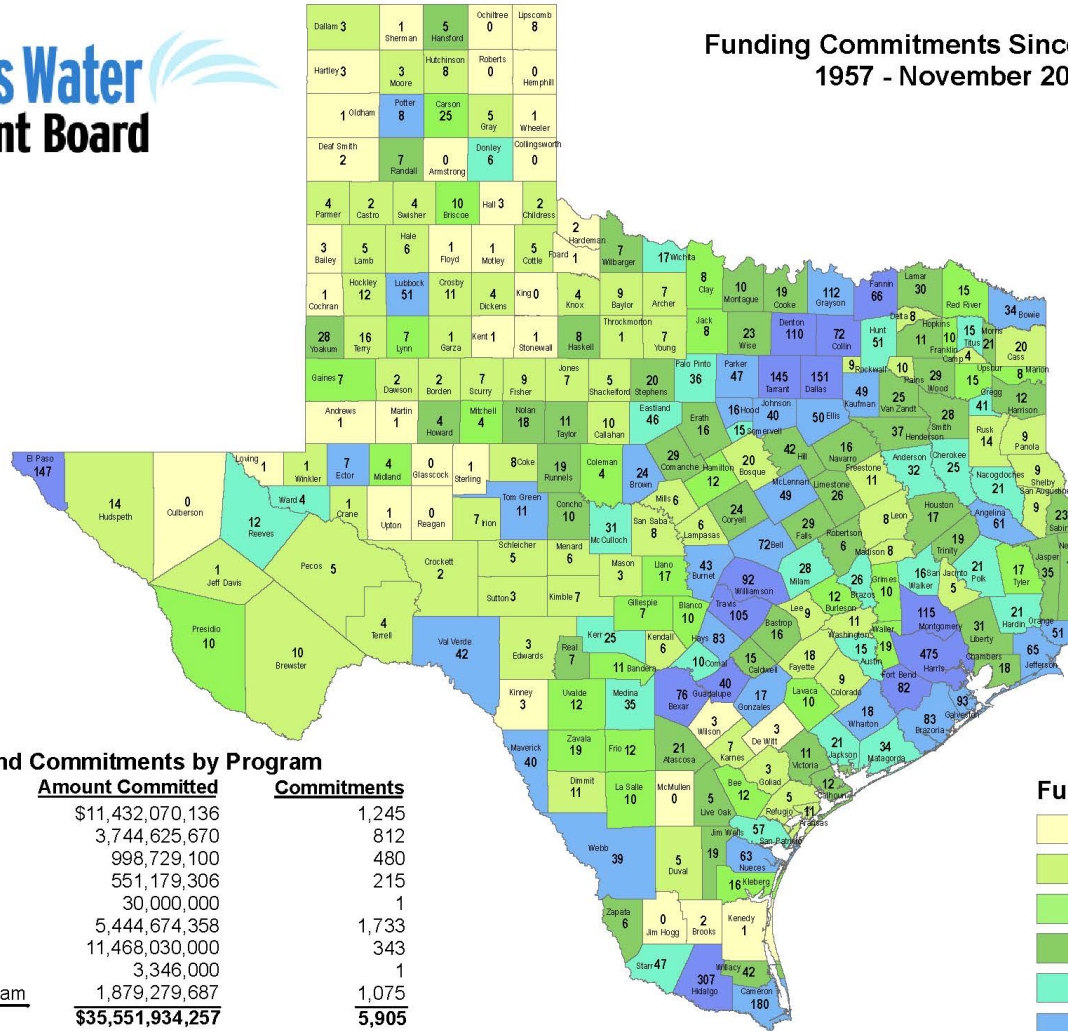 s Water
nt Board
Funding Commitments Since
1957 - November 20
Dallam 3
1 Sherman
5 Hansford
Ochiltree 0
Lipscomb 8
Hartley 3
3 Moore
Hutchinson 8
Roberts 0
0 Hemphill
1 Oldham
Potter 8
Carson 25
5 Gray
1 Wheeler
Deaf Smith 2
7 Randall
0 Armstrong
Donley 6
Collingsworth 0
4 Parmer
2 Castro
4 Swisher
10 Briscoe
Hall 3
2 Childress
3 Bailey
5 Lamb
Hale 6
1 Floyd
1 Motley
5 Cottle
2 Hardeman
Foard 1
7 Wilbarger
17 Wichita
1 Cochran
Hockley 12
Lubbock 51
Crosby 11
4 Dickens
King 0
4 Knox
9 Baylor
7 Archer
8 Clay
10 Montague
19 Cooke
112 Grayson
Fannin 66
Lamar 30
15 Red River
34 Bowie
28 Yoakum
16 Terry
7 Lynn
1 Garza
Kent 1
1 Stonewall
8 Haskell
Throckmorton 1
7 Young
Jack 8
23 Wise
Denton 110
72 Collin
Hunt 51
Delta 8
Hopkins 11
10 Franklin
15 Titus
Morris 21
20 Cass
Camp 4
Gaines 7
2 Dawson
2 Borden
7 Scurry
9 Fisher
Jones 7
5 Shackelford
20 Stephens
Palo Pinto 36
Parker 47
145 Tarrant
151 Dallas
9 Rockwall
49 Kaufman
10 Rains
29 Wood
15 Upshur
8 Marion
Gregg 41
12 Harrison
Andrews 1
Martin 1
4 Howard
Mitchell 4
Nolan 18
11 Taylor
10 Callahan
Eastland 46
Erath 16
16 Hood
Johnson 40
15 Somervell
50 Ellis
25 Van Zandt
28 Smith
37 Henderson
Rusk 14
9 Panola
El Paso 147
14 Hudspeth
0 Culberson
Loving 1
1 Winkler
7 Ector
4 Midland
0 Glasscock
1 Sterling
8 Coke
19 Runnels
Coleman 4
24 Brown
29 Comanche
Hamilton 12
20 Bosque
42 Hill
16 Navarro
Freestone 11
Anderson 32
Cherokee 25
Nacogdoches 21
9 Shelby
San Augustine 9
23 Sabin
12 Reeves
Ward 4
1 Crane
1 Upton
0 Reagan
7 Irion
Tom Green 11
Concho 10
31 McCulloch
San Saba 8
Mills 6
6 Lampasas
24 Coryell
McLennan 49
Limestone 26
29 Falls
Robertson 6
8 Leon
Houston 17
Angelina 61
19 Trinity
Madison 8
1 Jeff Davis
Pecos 5
Crockett 2
Schleicher 5
Menard 6
Mason 3
Llano 17
43 Burnet
72 Bell
92 Williamson
28 Milam
26 Brazos
Grimes 10
16 Walker
San Jacinto 5
21 Polk
17 Tyler
Jasper 35
Ne
Presidio 10
10 Brewster
4 Terrell
Sutton 3
Kimble 7
Gillespie 7
Blanco 10
Travis 105
Lee 9
12 Burleson
11 Washington
Waller 19
115 Montgomery
31 Liberty
21 Hardin
Orange 51
Val Verde 42
3 Edwards
Real 7
Kerr 25
11 Bandera
Kendall 6
Hays 83
10 Comal
15 Caldwell
Bastrop 16
18 Fayette
15 Austin
475 Harris
Chambers 18
65 Jefferson
Kinney 3
Uvalde 12
Medina 35
76 Bexar
40 Guadalupe
17 Gonzales
Lavaca 10
9 Colorado
Fort Bend 82
93 Galveston
18 Wharton
83 Brazoria
Maverick 40
Zavala 19
Frio 12
21 Atascosa
3 Wilson
7 Karnes
3 De Witt
21 Jackson
34 Matagorda
11 Victoria
Dimmit 11
La Salle 10
McMullen 0
5 Live Oak
Bee 12
3 Goliad
5 Refugio
12 Calhoun
11 Aransas
Webb 39
5 Duval
Jim Wells 19
57 San Patricio
63 Nueces
16 Kleberg
Zapata 6
0 Jim Hogg
2 Brooks
Kenedy 1
Starr 47
307 Hidalgo
Willacy 42
Cameron 180
nd Commitments by Program
Amount Committed Commitments
$11,432,070,136 1,245
3,744,625,670 812
998,729,100 480
551,179,306 215
30,000,000 1
5,444,674,358 1,733
11,468,030,000 343
3,346,000 1
am 1,879,279,687 1,075
$35,551,934,257 5,905
Fu